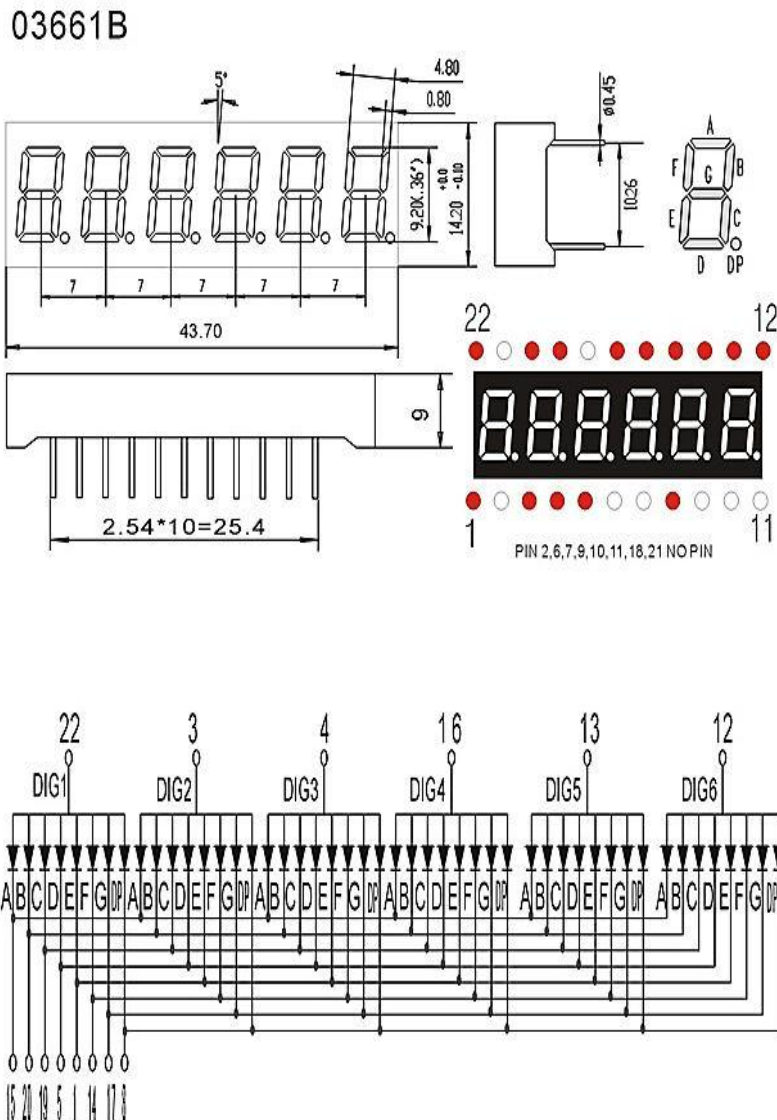 03661B
5°
4.80
0.80
ø0.45
9.20(.36")
14.20 +0.0 -0.10
10.26
A
F G B
E C
D DP
7 7 7 7 7
43.70
22 12
9
2.54*10=25.4
1 11
PIN 2,6,7,9,10,11,18,21 NO PIN
22 3 4 16 13 12
DIG1 DIG2 DIG3 DIG4 DIG5 DIG6
A B C D E F G DP A B C D E F G DP A B C D E F G DP A B C D E F G DP A B C D E F G DP A B C D E F G DP
15 20 19 5 1 14 17 8